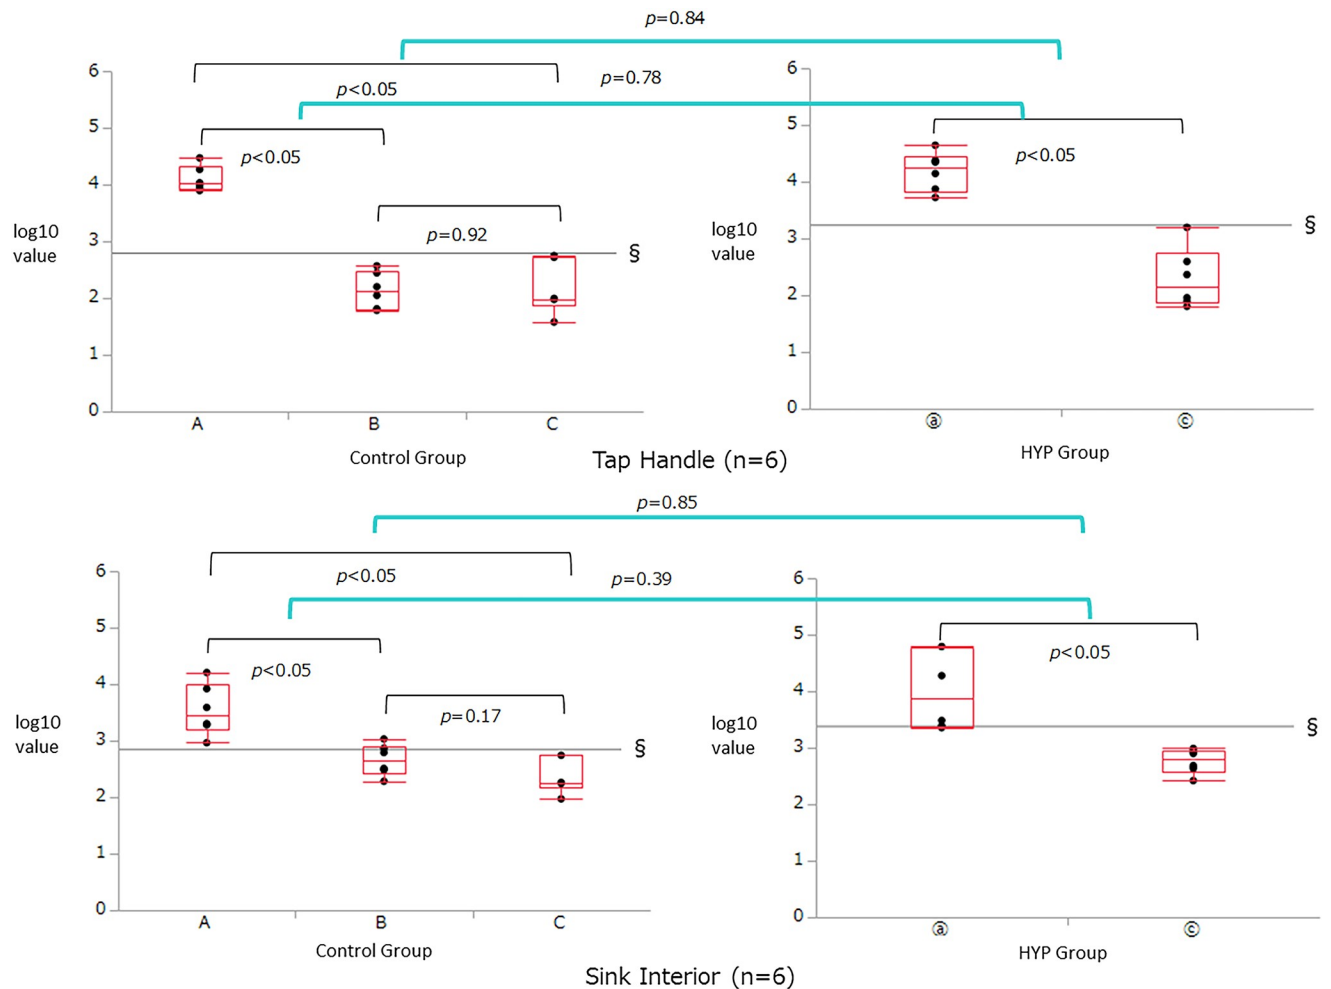 p=0.84
p=0.78
p<0.05
p<0.05
p=0.92
log10
value
6
5
4
3
2
1
0
§
A B C
Control Group
p<0.05
log10
value
6
5
4
3
2
1
0
§
ⓐ ⓒ
HYP Group
Tap Handle (n=6)
p=0.85
p=0.39
p<0.05
p<0.05
p=0.17
log10
value
6
5
4
3
2
1
0
§
A B C
Control Group
p<0.05
log10
value
6
5
4
3
2
1
0
§
ⓐ ⓒ
HYP Group
Sink Interior (n=6)